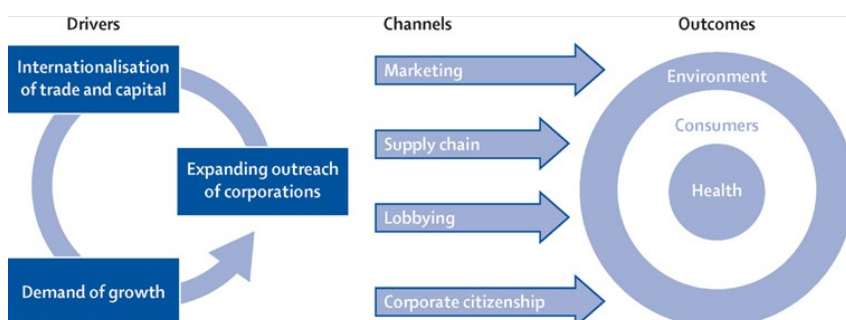 Drivers
Channels
Outcomes
Internationalisation
of trade and capital
Expanding outreach
of corporations
Demand of growth
Marketing
Supply chain
Lobbying
Corporate citizenship
Environment
Consumers
Health